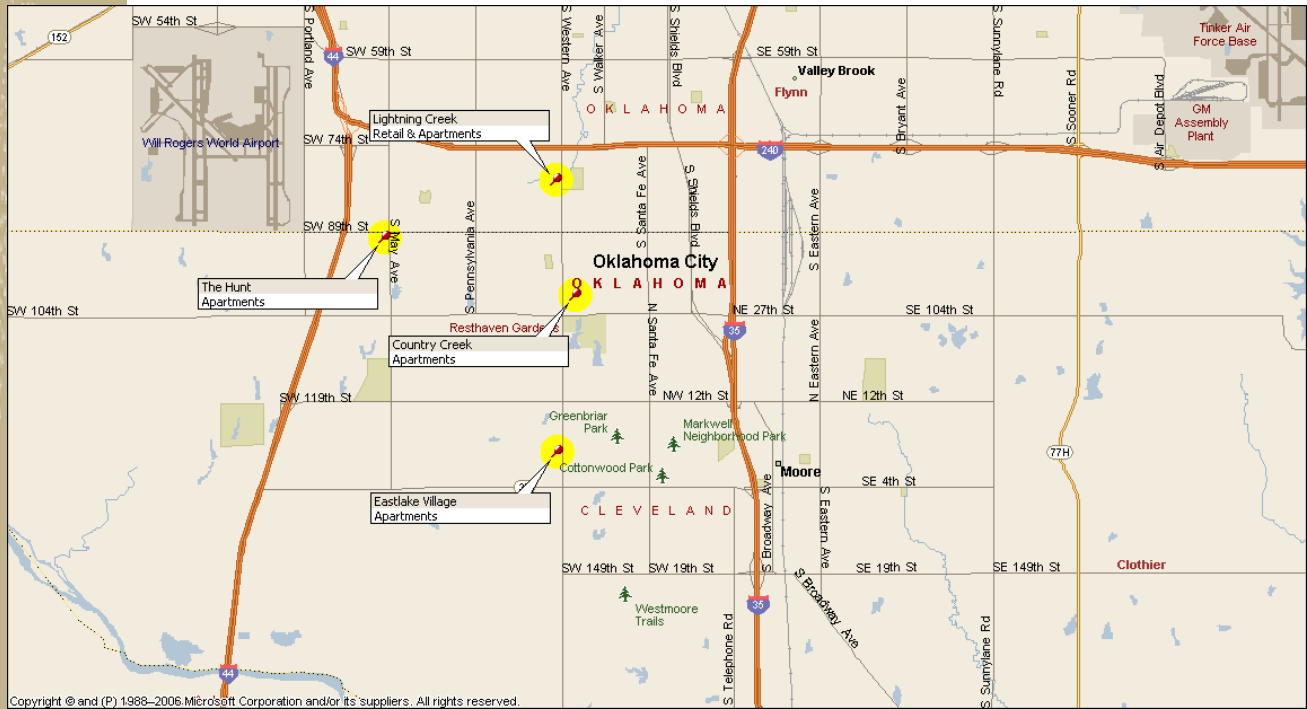 SW 54th St
152
S Portland Ave
44
SW 59th St
S Western Ave
S Walker Ave
S Shields Blvd
SE 59th St
Valley Brook
Flynn
S Bryant Ave
S Sunnylane Rd
S Sooner Rd
S Air Depot Blvd
Tinker Air
Force Base
GM
Assembly
Plant
OKLAHOMA
Lightning Creek
Retail & Apartments
Will Rogers World Airport
SW 74th St
240
S Santa Fe Ave
S Shields Blvd
S Eastern Ave
SW 89th St
S May Ave
S Pennsylvania Ave
Oklahoma City
OKLAHOMA
The Hunt
Apartments
SW 104th St
Resthaven Gardens
N Santa Fe Ave
NE 27th St
SE 104th St
35
Country Creek
Apartments
N Eastern Ave
SW 119th St
NW 12th St
NE 12th St
Greenbriar
Park
Markwell
Neighborhood Park
Cottonwood Park
77H
Moore
Eastlake Village
Apartments
SE 4th St
CLEVELAND
S Broadway Ave
S Eastern Ave
SW 149th St
SW 19th St
SE 19th St
SE 149th St
Clothier
S Broadway Ave
Westmoore
Trails
35
S Telephone Rd
S Sunnylane Rd
44
Copyright © and (P) 1988–2006 Microsoft Corporation and/or its suppliers. All rights reserved.